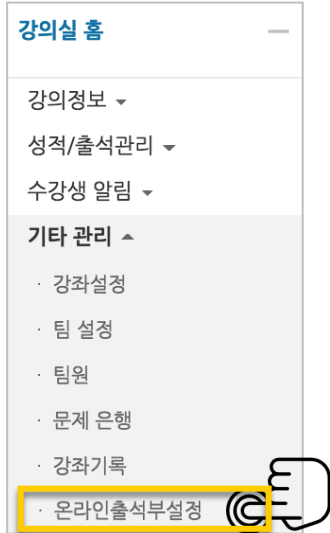 강의실 홈
강의정보
성적/출석관리
수강생 알림
기타 관리
· 강좌설정
· 팀 설정
· 팀원
· 문제 은행
· 강좌기록
· 온라인출석부설정